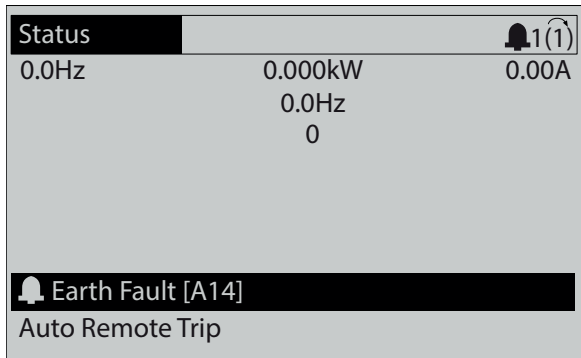 Status 1(1)
0.0Hz 0.000kW 0.00A
0.0Hz
0
Earth Fault [A14]
Auto Remote Trip